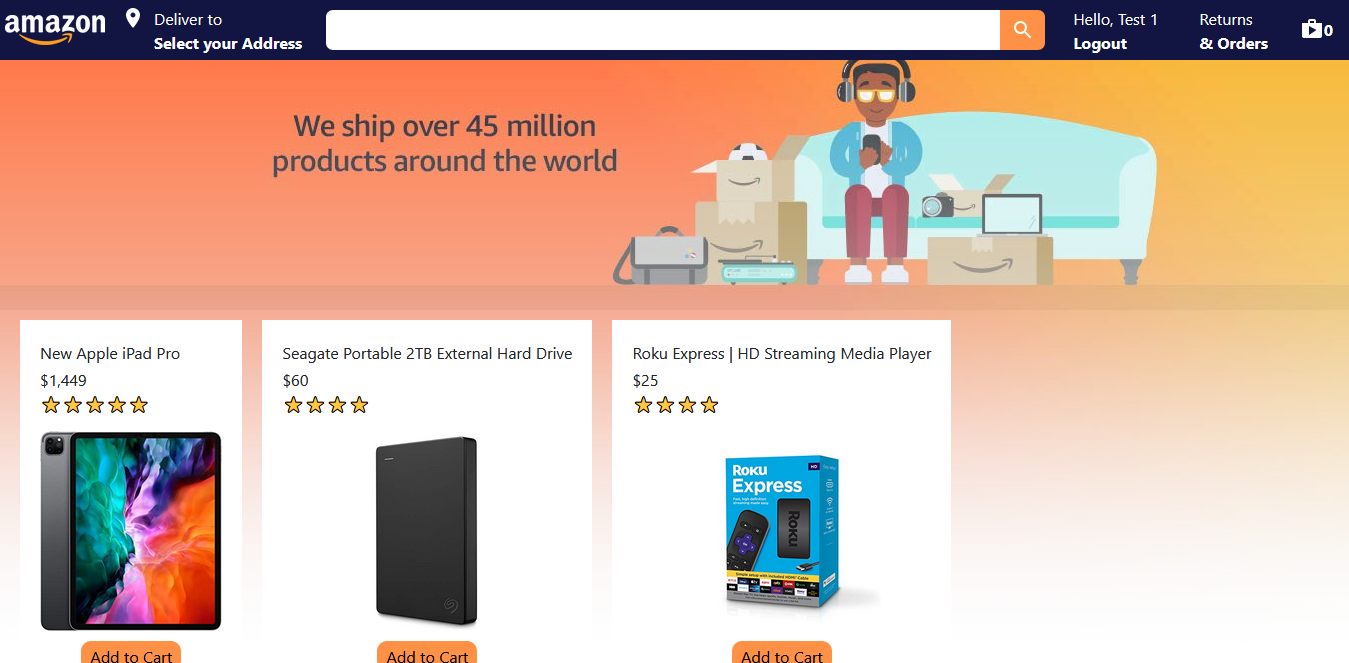 amazon
Deliver to
Select your Address
Hello, Test 1
Logout
Returns
& Orders
0
We ship over 45 million
products around the world
New Apple iPad Pro
$1,449
Seagate Portable 2TB External Hard Drive
$60
Roku Express | HD Streaming Media Player
$25
Roku
Express
HD
Roku
Add to Cart
Add to Cart
Add to Cart